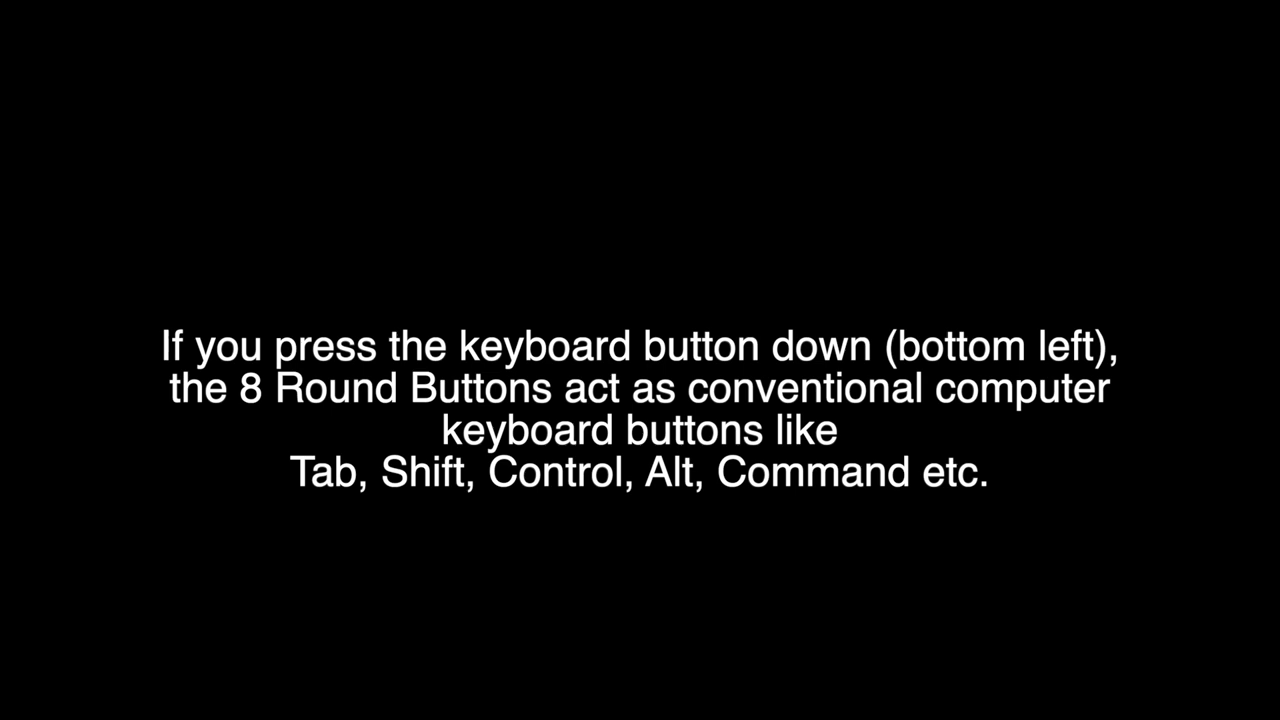 If you press the keyboard button down (bottom left),
the 8 Round Buttons act as conventional computer
keyboard buttons like
Tab, Shift, Control, Alt, Command etc.